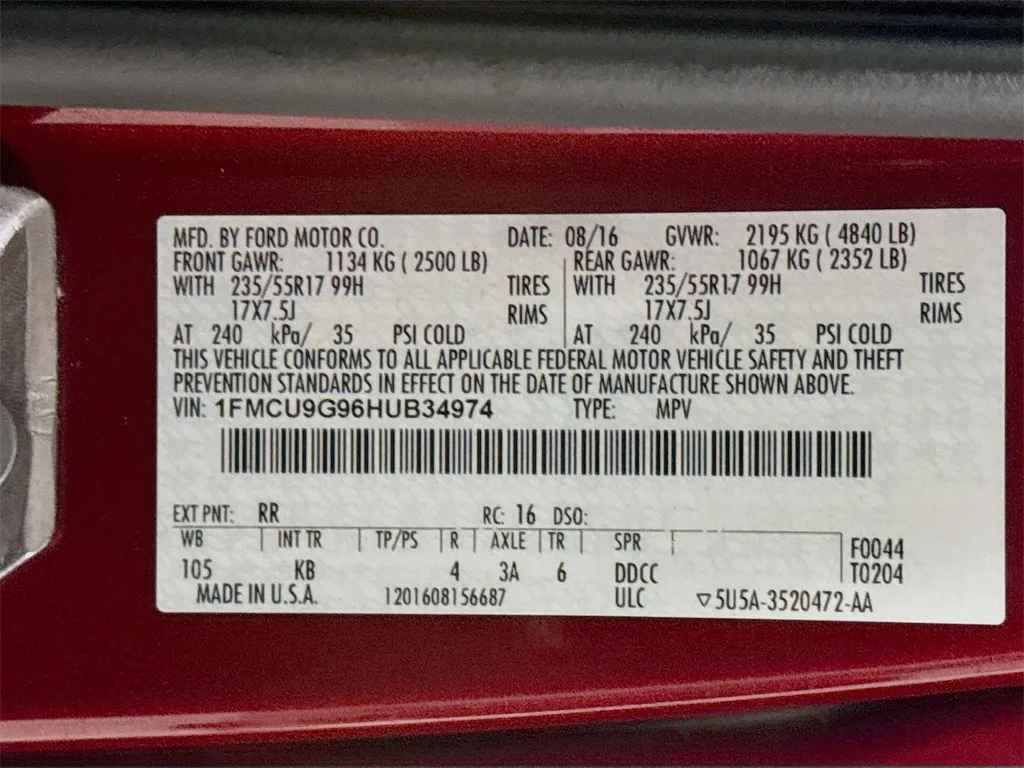 MFD. BY FORD MOTOR CO. DATE: 08/16 GVWR: 2195 KG ( 4840 LB)
FRONT GAWR: 1134 KG ( 2500 LB) REAR GAWR: 1067 KG ( 2352 LB)
WITH 235/55R17 99H TIRES WITH 235/55R17 99H TIRES
17X7.5J RIMS 17X7.5J RIMS
AT 240 kPa/ 35 PSI COLD AT 240 kPa/ 35 PSI COLD
THIS VEHICLE CONFORMS TO ALL APPLICABLE FEDERAL MOTOR VEHICLE SAFETY AND THEFT
PREVENTION STANDARDS IN EFFECT ON THE DATE OF MANUFACTURE SHOWN ABOVE.
VIN: 1FMCU9G96HUB34974 TYPE: MPV
EXT PNT: RR RC: 16 DSO:
WB INT TR TP/PS R AXLE TR SPR F0044
105 KB 4 3A 6 DDCC T0204
MADE IN U.S.A. 1201608156687 ULC ▽5U5A-3520472-AA